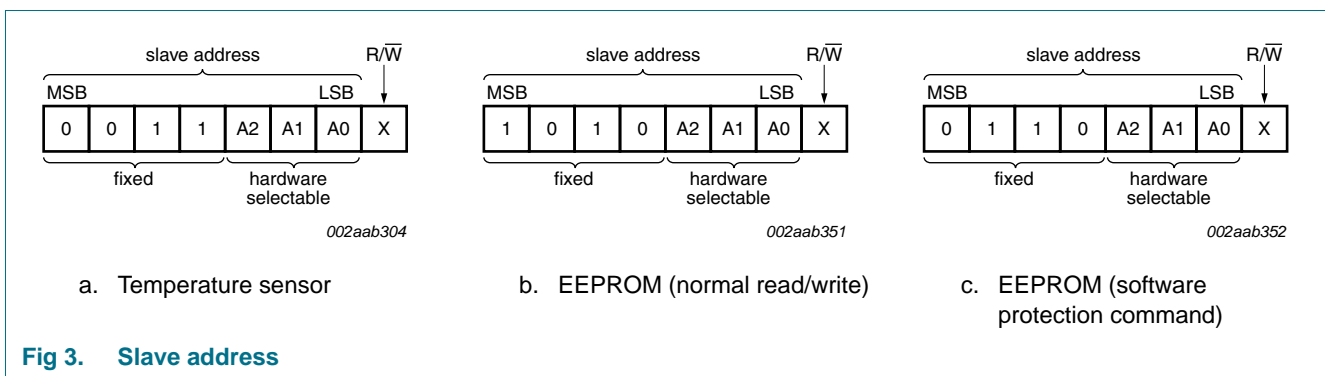 slave address R/W̅
MSB LSB
0 0 1 1 A2 A1 A0 X
fixed hardware selectable
002aab304
a. Temperature sensor
slave address R/W̅
MSB LSB
1 0 1 0 A2 A1 A0 X
fixed hardware selectable
002aab351
b. EEPROM (normal read/write)
slave address R/W̅
MSB LSB
0 1 1 0 A2 A1 A0 X
fixed hardware selectable
002aab352
c. EEPROM (software
protection command)
Fig 3. Slave address